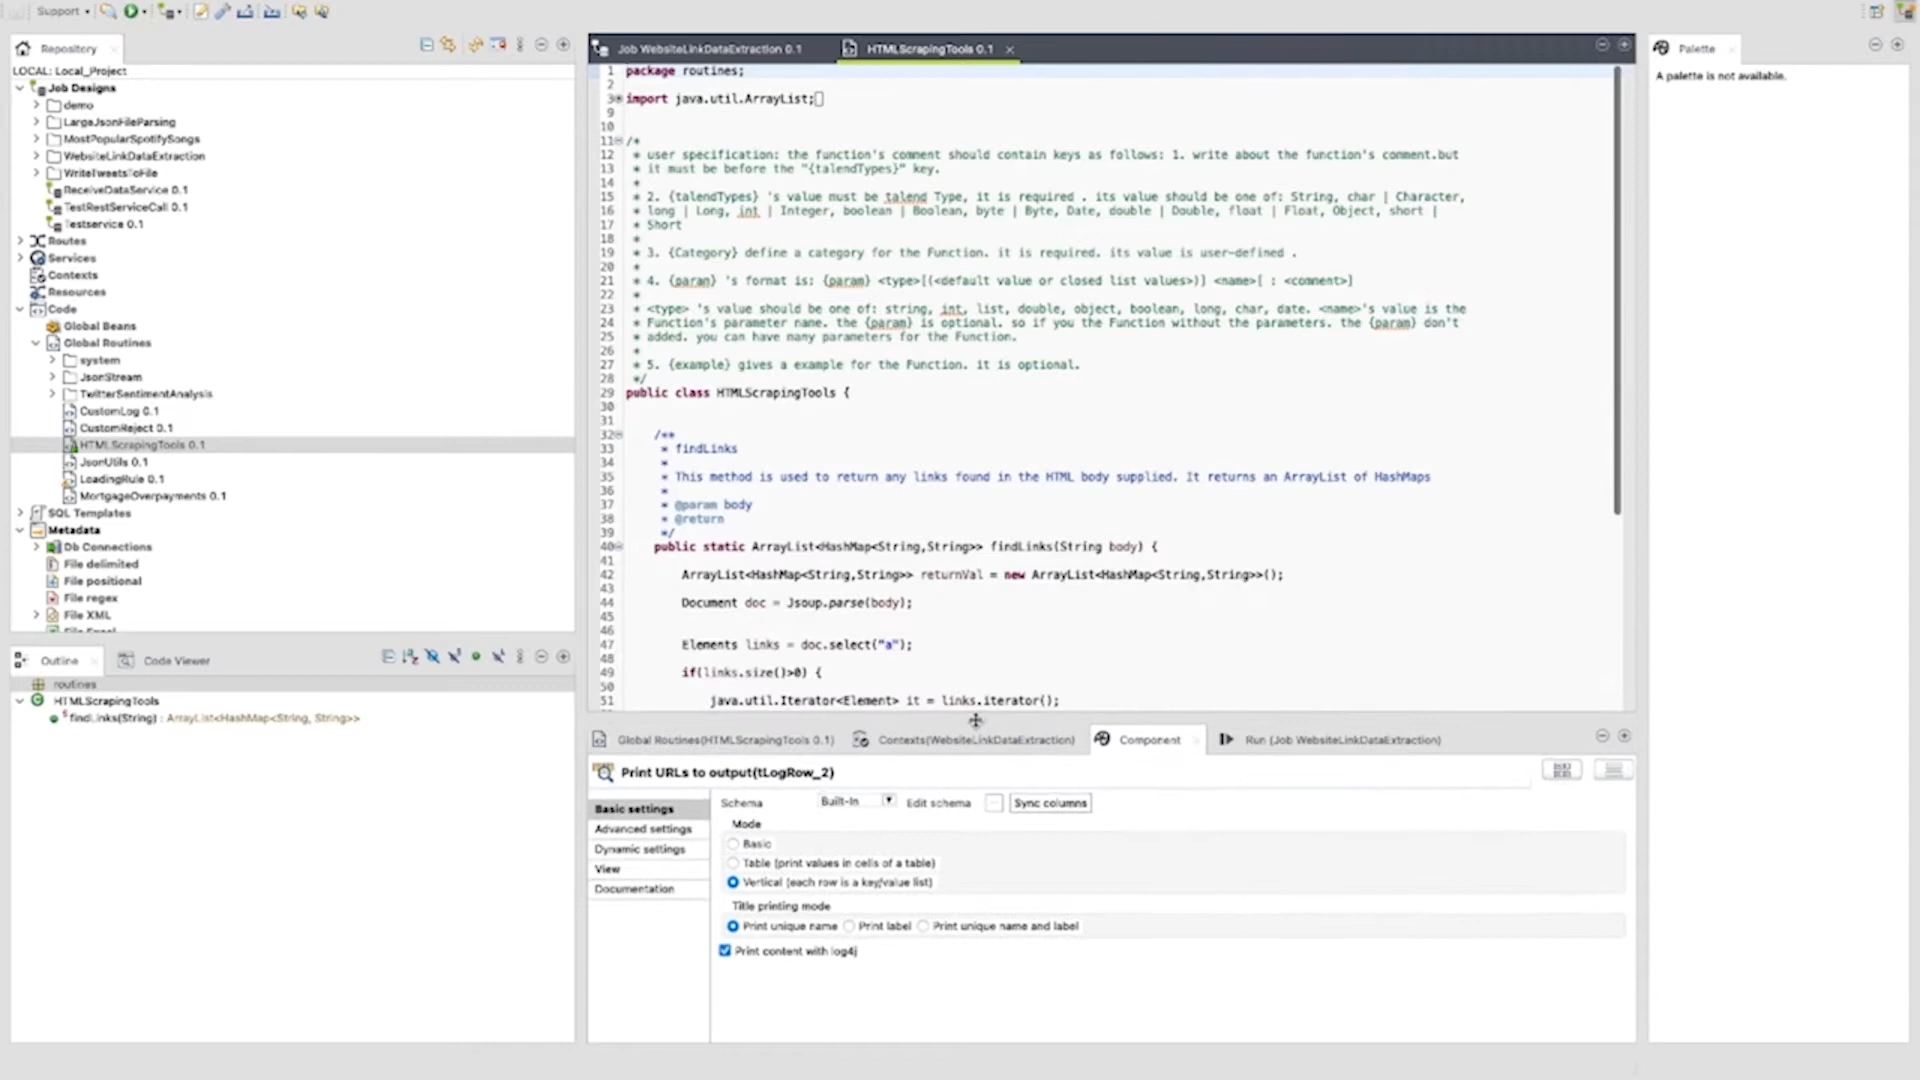 Support
Repository
LOCAL: Local_Project
Job Designs
demo
LargeJsonFileParsing
MostPopularSpotifySongs
WebsiteLinkDataExtraction
WriteTweetsToFile
ReceiveDataService 0.1
TestRestServiceCall 0.1
Testservice 0.1
Routes
Services
Contexts
Resources
Code
Global Beans
Global Routines
system
JsonStream
TwitterSentimentAnalysis
CustomLog 0.1
CustomReject 0.1
HTMLScrapingTools 0.1
JsonUtils 0.1
LoadingRule 0.1
MortgageOverpayments 0.1
SQL Templates
Metadata
Db Connections
File delimited
File positional
File regex
File XML
File Excel
Outline
Code Viewer
routines
HTMLScrapingTools
findLinks(String) : ArrayList<HashMap<String, String>>
Job WebsiteLinkDataExtraction 0.1
HTMLScrapingTools 0.1
1 package routines;
2
3 import java.util.ArrayList;
9
10
11 /*
12 * user specification: the function's comment should contain keys as follows: 1. write about the function's comment.but
13 * it must be before the "{talendTypes}" key.
14 *
15 * 2. {talendTypes} 's value must be talend Type, it is required . its value should be one of: String, char | Character,
16 * long | Long, int | Integer, boolean | Boolean, byte | Byte, Date, double | Double, float | Float, Object, short |
17 * Short
18 *
19 * 3. {Category} define a category for the Function. it is required. its value is user-defined .
20 *
21 * 4. {param} 's format is: {param} <type>[(<default value or closed list values>)] <name>[ : <comment>]
22 *
23 * <type> 's value should be one of: string, int, list, double, object, boolean, long, char, date. <name>'s value is the
24 * Function's parameter name. the {param} is optional. so if you the Function without the parameters. the {param} don't
25 * added. you can have many parameters for the Function.
26 *
27 * 5. {example} gives a example for the Function. it is optional.
28 */
29 public class HTMLScrapingTools {
30
31
32 /**
33 * findLinks
34 *
35 * This method is used to return any links found in the HTML body supplied. It returns an ArrayList of HashMaps
36 *
37 * @param body
38 * @return
39 */
40 public static ArrayList<HashMap<String,String>> findLinks(String body) {
41
42 ArrayList<HashMap<String,String>> returnVal = new ArrayList<HashMap<String,String>>();
43
44 Document doc = Jsoup.parse(body);
45
46
47 Elements links = doc.select("a");
48
49 if(links.size()>0) {
50
51 java.util.Iterator<Element> it = links.iterator();
Global Routines(HTMLScrapingTools 0.1)
Contexts(WebsiteLinkDataExtraction)
Component
Run (Job WebsiteLinkDataExtraction)
Print URLs to output(tLogRow_2)
Basic settings
Advanced settings
Dynamic settings
View
Documentation
Schema Built-In Edit schema Sync columns
Mode
Basic
Table (print values in cells of a table)
Vertical (each row is a key/value list)
Title printing mode
Print unique name Print label Print unique name and label
Print content with log4j
Palette
A palette is not available.